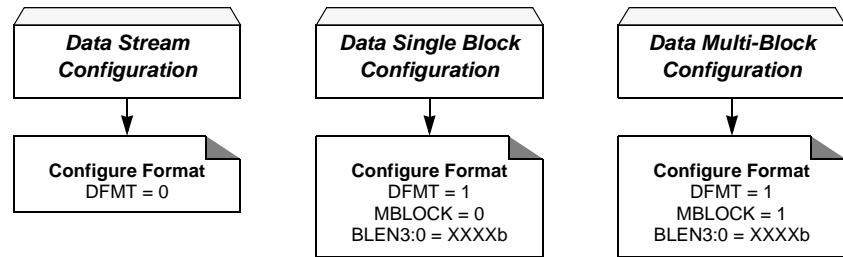 Data Stream
Configuration
Configure Format
DFMT = 0
Data Single Block
Configuration
Configure Format
DFMT = 1
MBLOCK = 0
BLEN3:0 = XXXXb
Data Multi-Block
Configuration
Configure Format
DFMT = 1
MBLOCK = 1
BLEN3:0 = XXXXb